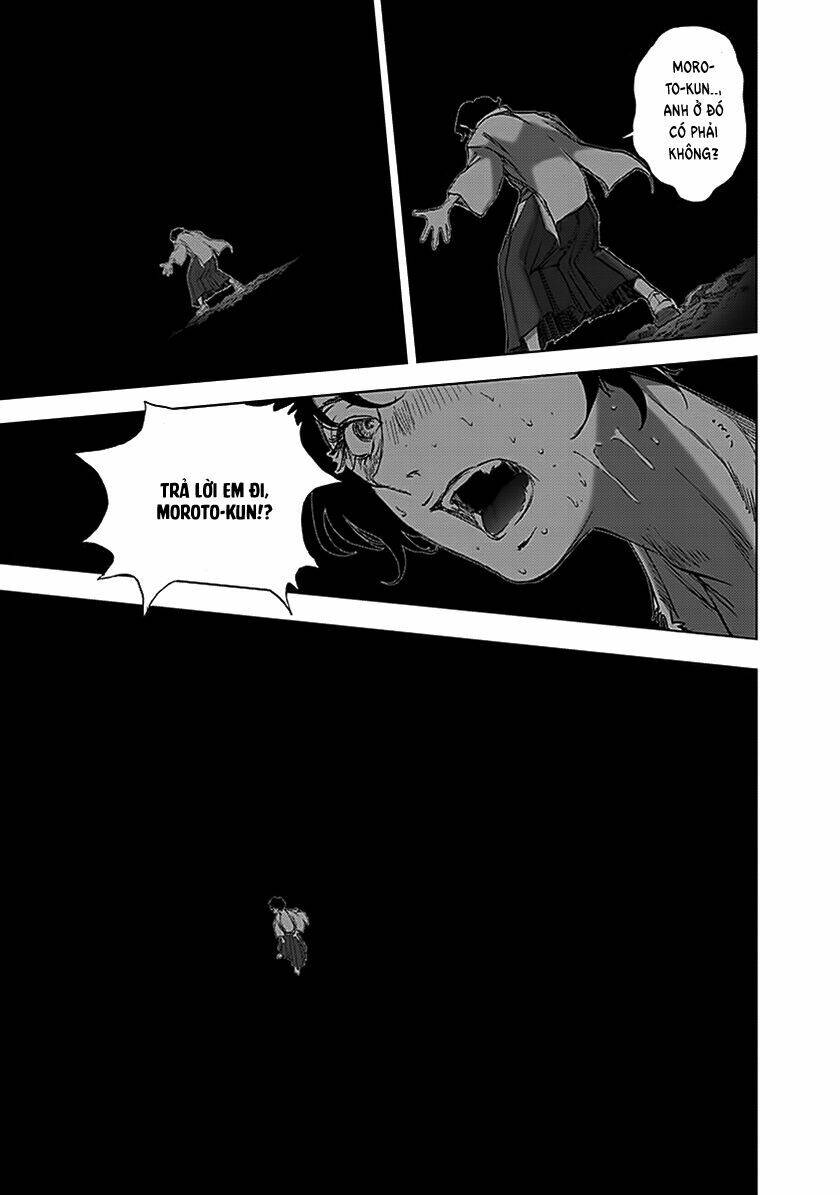 MORO-
TO-KUN...,
ANH Ở ĐÓ
CÓ PHẢI
KHÔNG?
TRẢ LỜI EM ĐI,
MOROTO-KUN!?